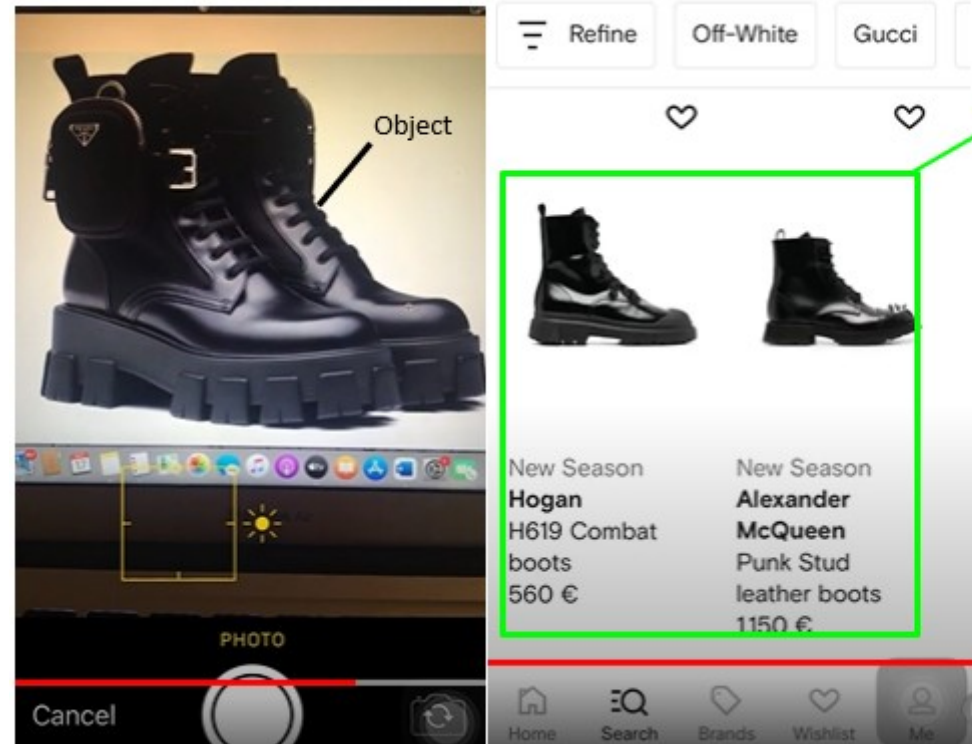 Object
PHOTO
Cancel
Refine
Off-White
Gucci
New Season
Hogan
H619 Combat
boots
560 €
New Season
Alexander
McQueen
Punk Stud
leather boots
1150 €
Home
Search
Brands
Wishlist
Me